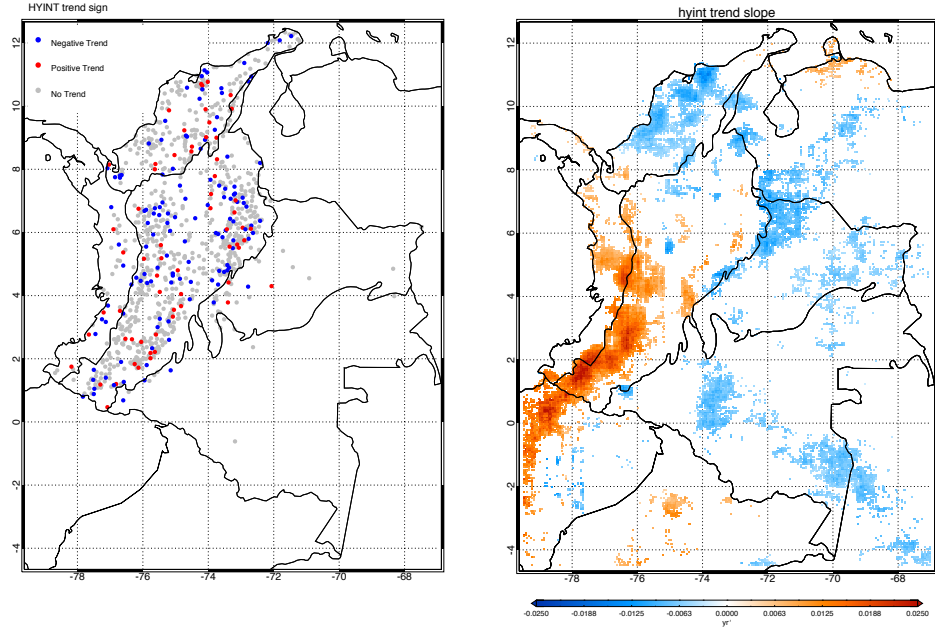 HYINT trend sign
Negative Trend
Positive Trend
No Trend
12
10
8
6
4
2
0
-2
-4
-78 -76 -74 -72 -70 -68
hyint trend slope
12
10
8
6
4
2
0
-2
-4
-78 -76 -74 -72 -70 -68
-0.0250 -0.0188 -0.0125 -0.0063 0.0000 0.0063 0.0125 0.0188 0.0250